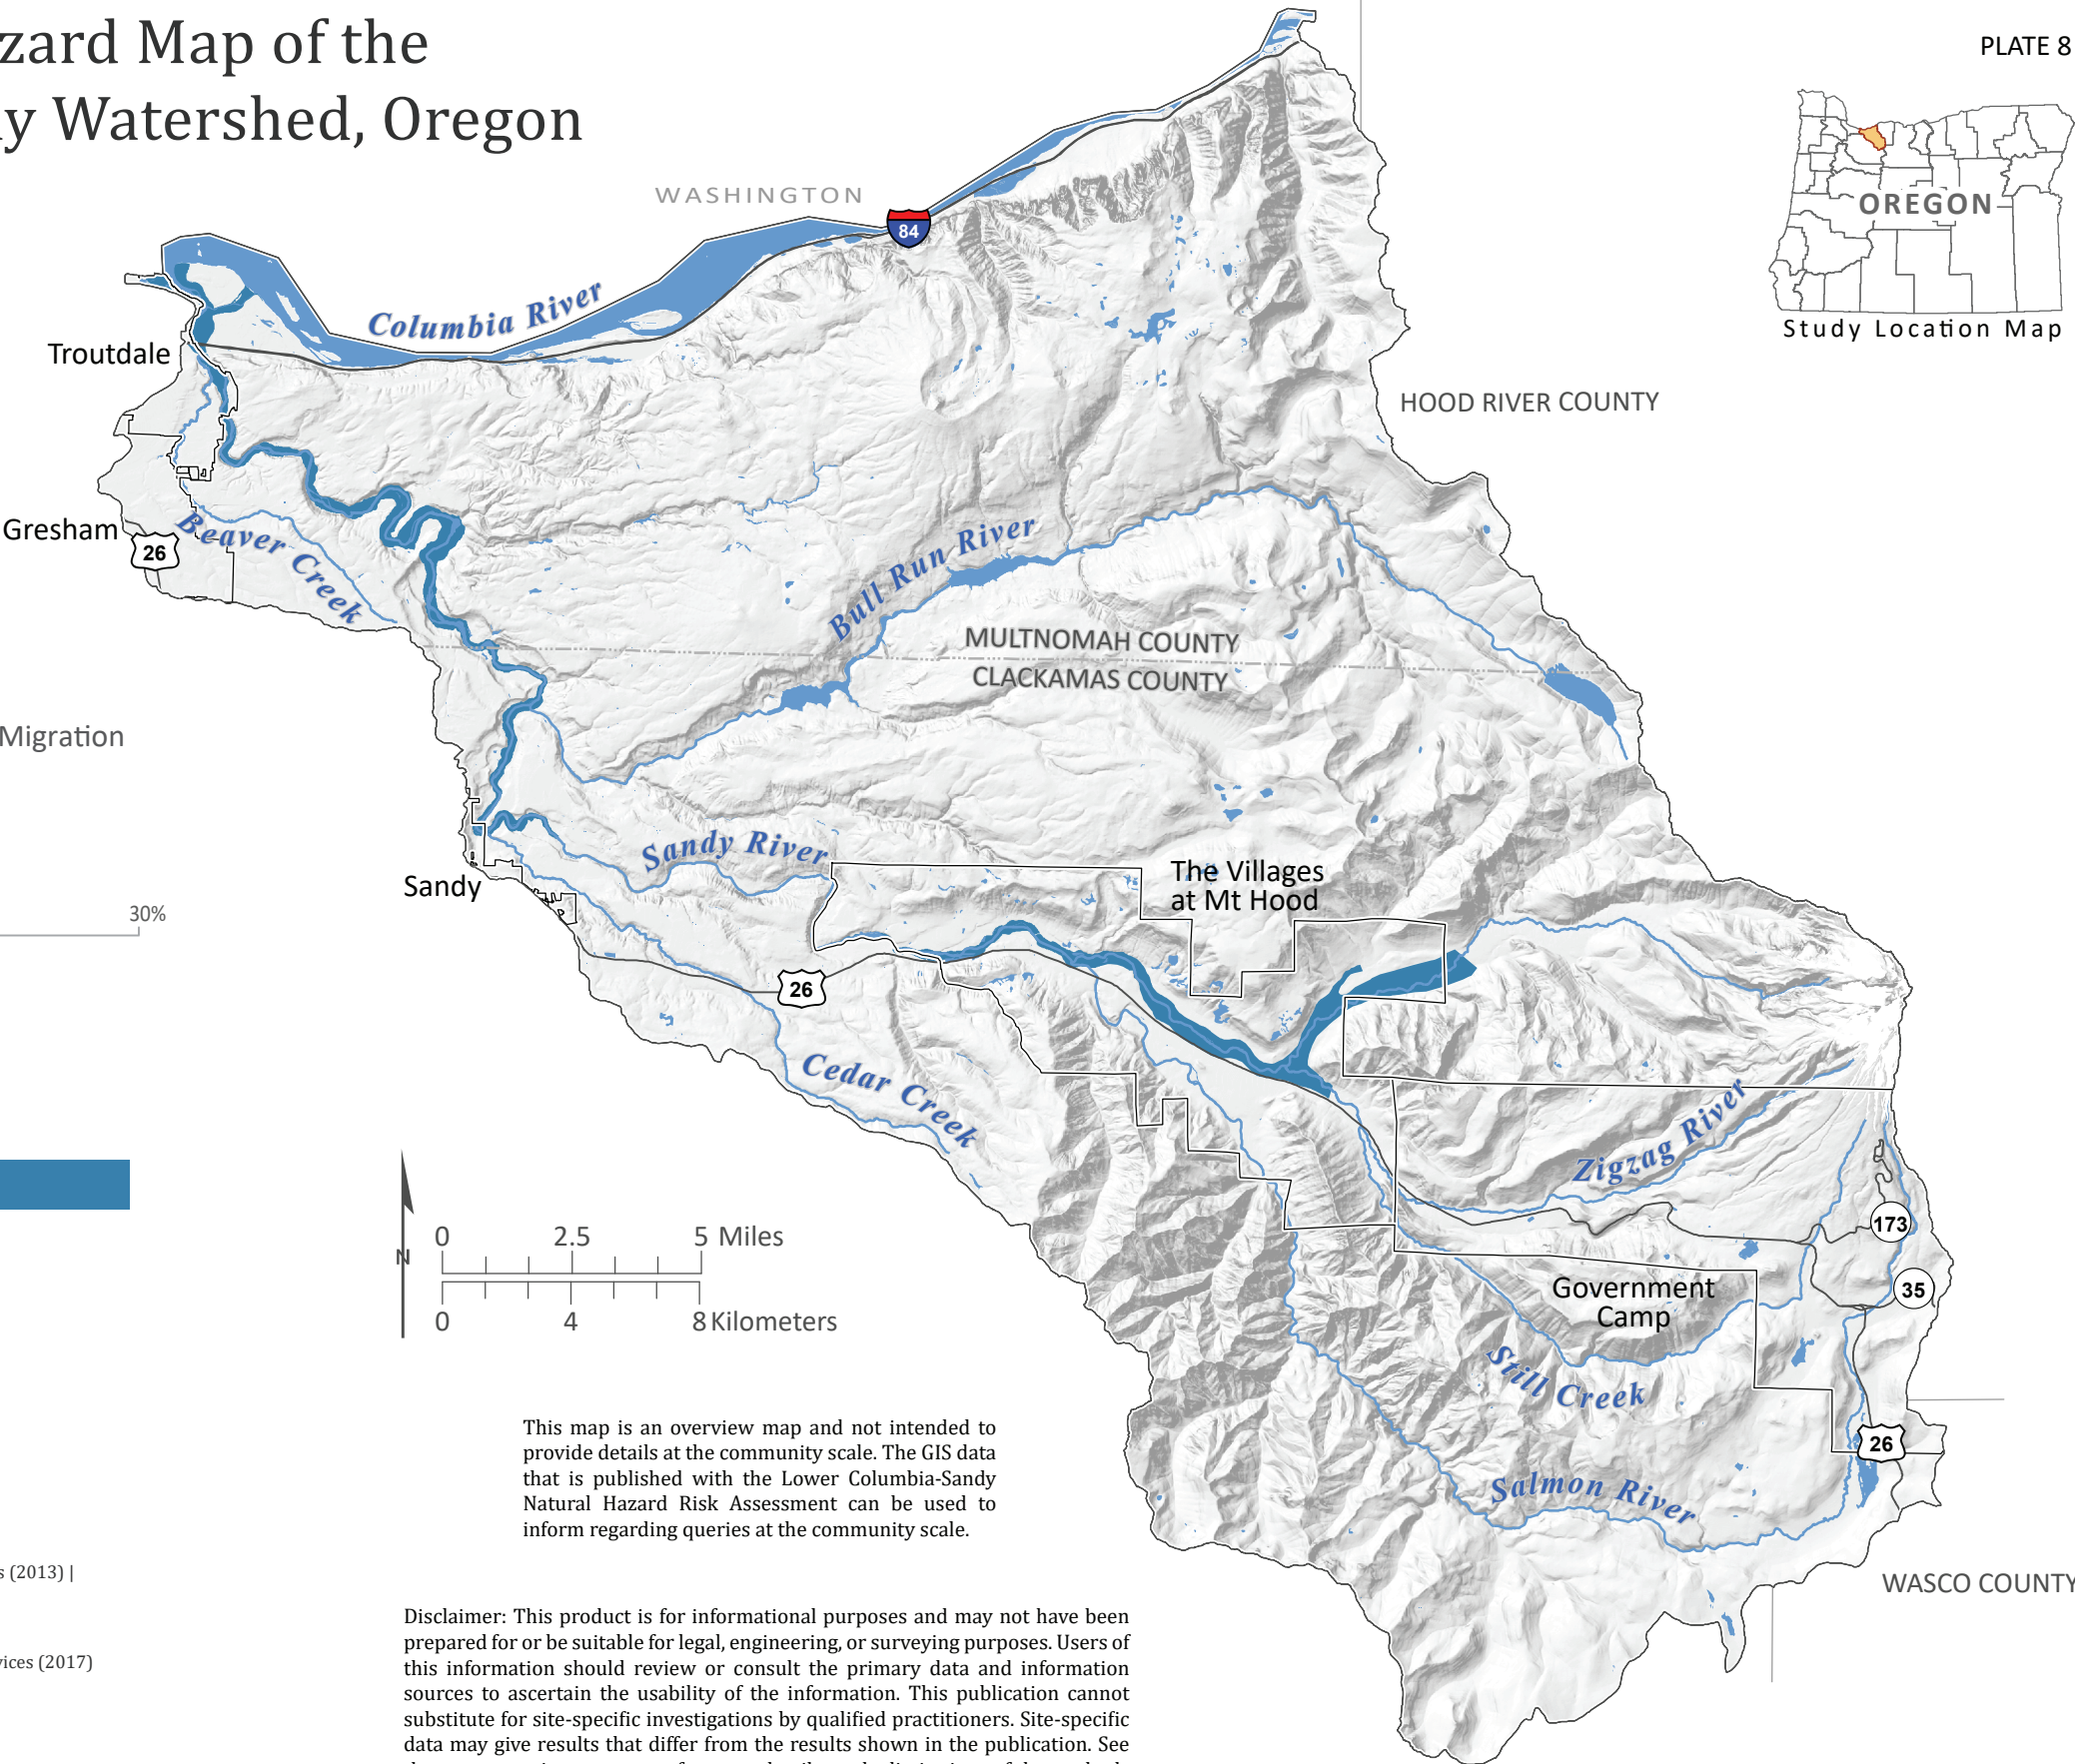 zard Map of the
y Watershed, Oregon
PLATE 8
OREGON
Study Location Map
WASHINGTON
84
Columbia River
Troutdale
HOOD RIVER COUNTY
Gresham
26
Beaver Creek
Bull Run River
MULTNOMAH COUNTY
CLACKAMAS COUNTY
Migration
Sandy River
The Villages
at Mt Hood
Sandy
30%
26
Cedar Creek
Zigzag River
173
N
0 2.5 5 Miles
0 4 8 Kilometers
Government
Camp
35
Still Creek
26
Salmon River
This map is an overview map and not intended to
provide details at the community scale. The GIS data
that is published with the Lower Columbia-Sandy
Natural Hazard Risk Assessment can be used to
inform regarding queries at the community scale.
s (2013) |
WASCO COUNTY
Disclaimer: This product is for informational purposes and may not have been
prepared for or be suitable for legal, engineering, or surveying purposes. Users of
this information should review or consult the primary data and information
sources to ascertain the usability of the information. This publication cannot
substitute for site-specific investigations by qualified practitioners. Site-specific
data may give results that differ from the results shown in the publication. See
vices (2017)